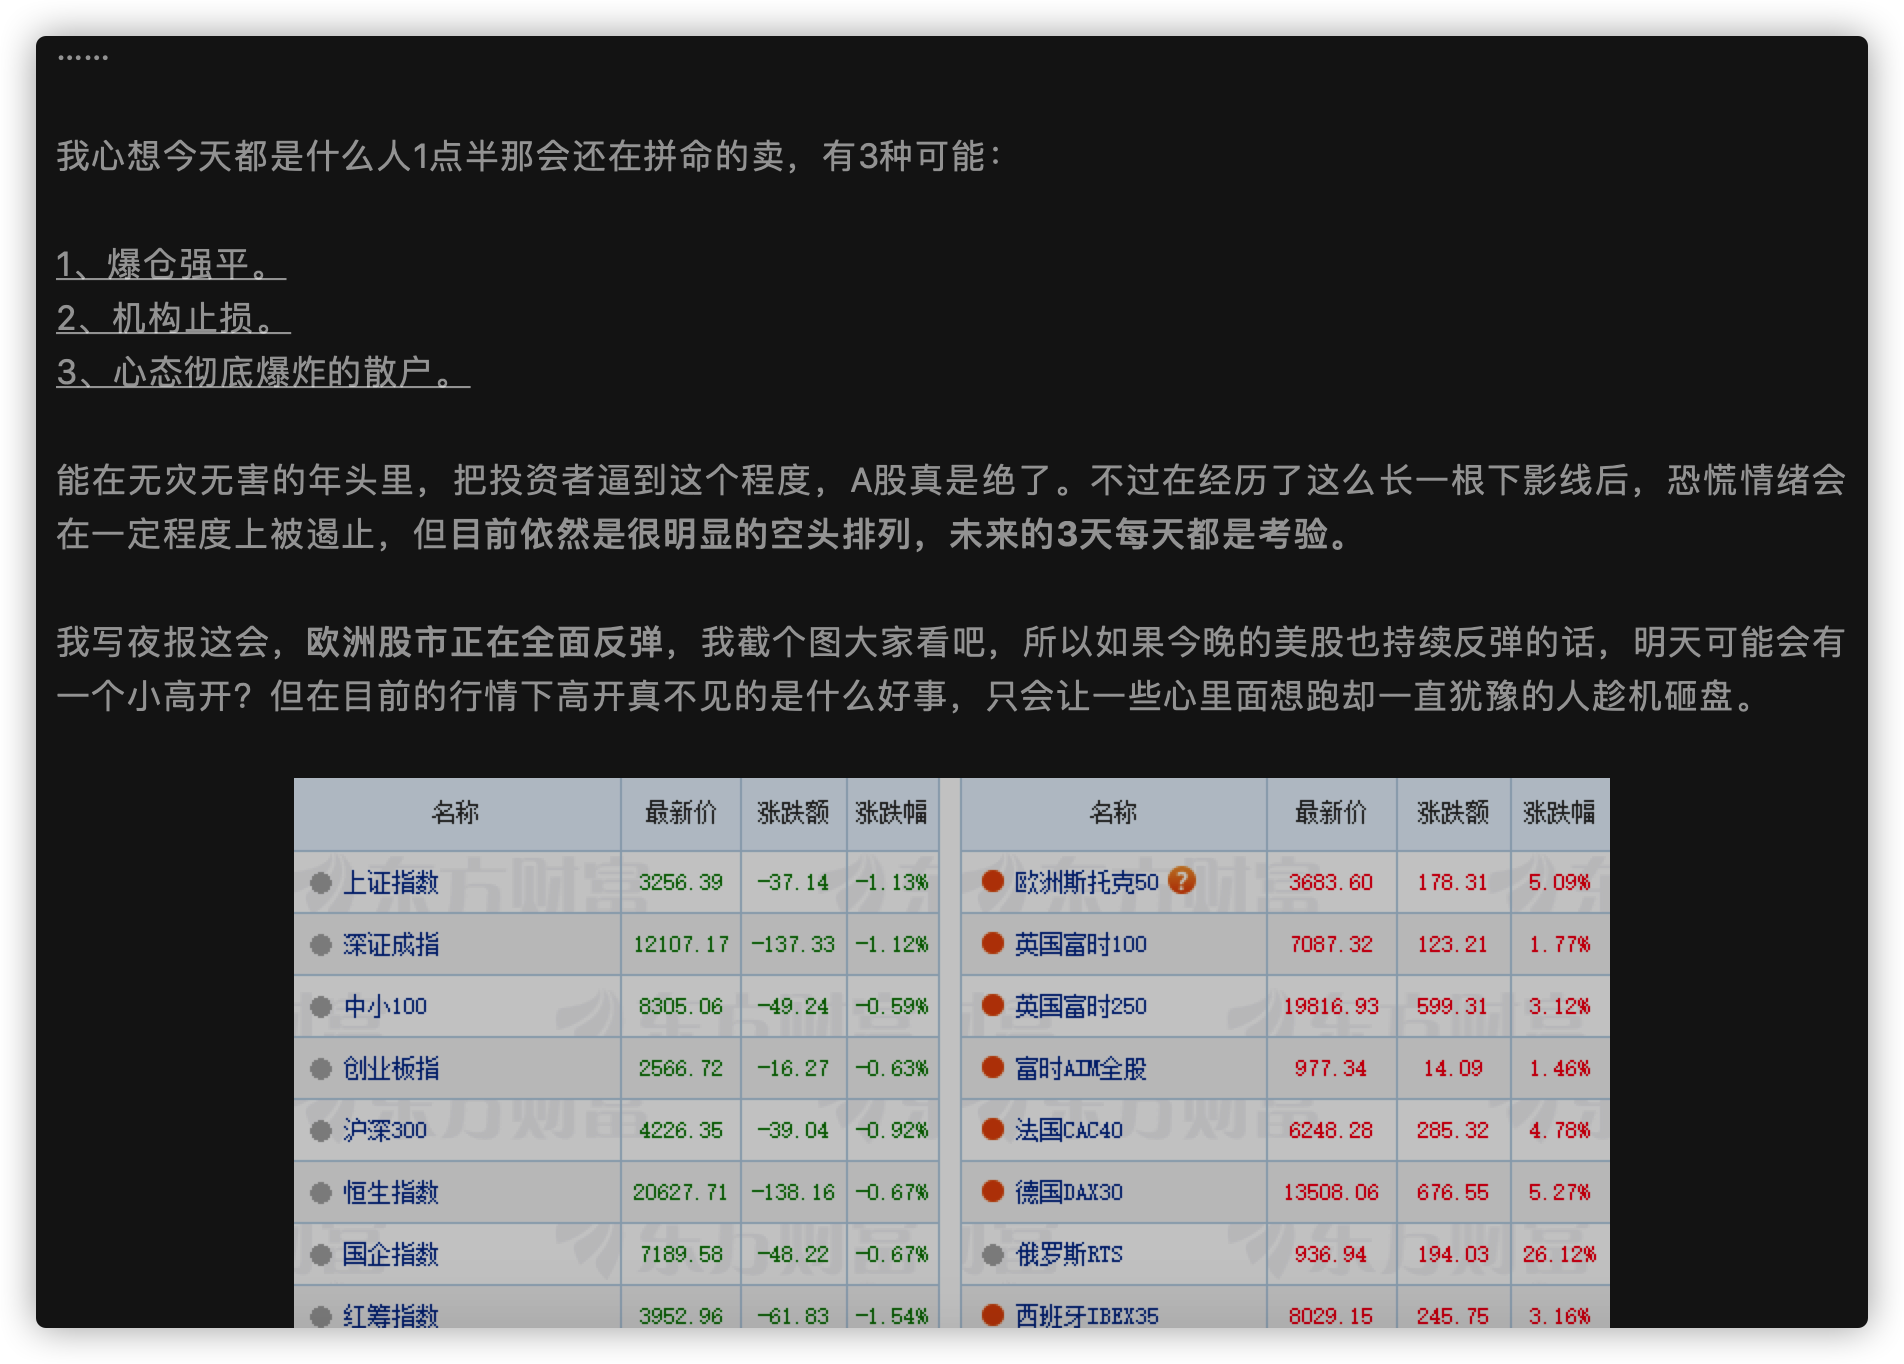 ……
我心想今天都是什么人1点半那会还在拼命的卖，有3种可能：
1、爆仓强平。
2、机构止损。
3、心态彻底爆炸的散户。
能在无灾无害的年头里，把投资者逼到这个程度，A股真是绝了。不过在经历了这么长一根下影线后，恐慌情绪会
在一定程度上被遏止，但目前依然是很明显的空头排列，未来的3天每天都是考验。
我写夜报这会，欧洲股市正在全面反弹，我截个图大家看吧，所以如果今晚的美股也持续反弹的话，明天可能会有
一个小高开？但在目前的行情下高开真不见的是什么好事，只会让一些心里面想跑却一直犹豫的人趁机砸盘。
名称 最新价 涨跌额 涨跌幅 名称 最新价 涨跌额 涨跌幅
上证指数 3256.39 -37.14 -1.13% 欧洲斯托克50 ? 3683.60 178.31 5.09%
深证成指 12107.17 -137.33 -1.12% 英国富时100 7087.32 123.21 1.77%
中小100 8305.06 -49.24 -0.59% 英国富时250 19816.93 599.31 3.12%
创业板指 2566.72 -16.27 -0.63% 富时AIM全股 977.34 14.09 1.46%
沪深300 4226.35 -39.04 -0.92% 法国CAC40 6248.28 285.32 4.78%
恒生指数 20627.71 -138.16 -0.67% 德国DAX30 13508.06 676.55 5.27%
国企指数 7189.58 -48.22 -0.67% 俄罗斯RTS 936.94 194.03 26.12%
红筹指数 3952.96 -61.83 -1.54% 西班牙IBEX35 8029.15 245.75 3.16%
东方财富